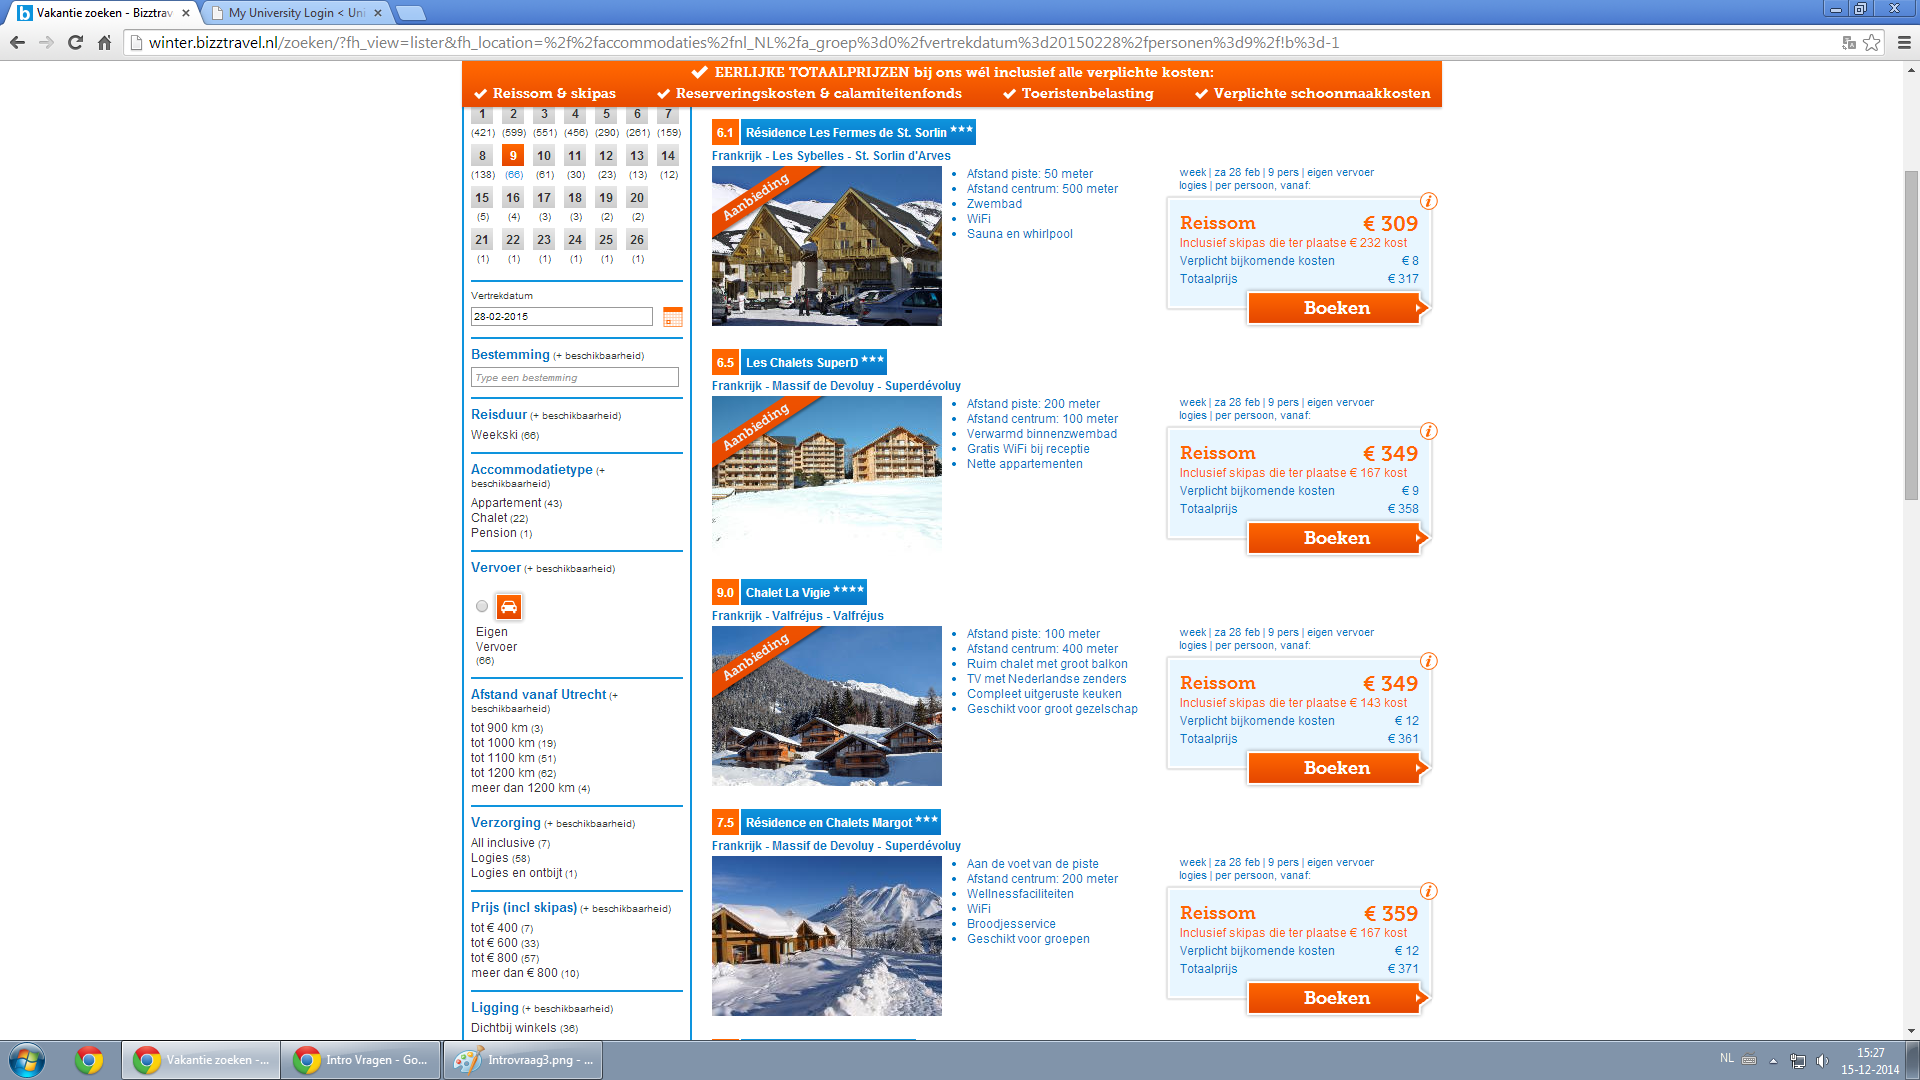 Vakantie zoeken - Bizztrav
My University Login < Uni
winter.bizztravel.nl/zoeken/?fh_view=lister&fh_location=%2f%2faccommodaties%2fnl_NL%2fa_groep%3d0%2fvertrekdatum%3d20150228%2fpersonen%3d9%2f!b%3d-1
EERLIJKE TOTAALPRIJZEN bij ons wél inclusief alle verplichte kosten:
Reissom & skipas Reserveringskosten & calamiteitenfonds Toeristenbelasting Verplichte schoonmaakkosten
1 2 3 4 5 6 7
(421) (599) (551) (456) (290) (261) (159)
8 9 10 11 12 13 14
(138) (66) (61) (30) (23) (13) (12)
15 16 17 18 19 20
(5) (4) (3) (3) (2) (2)
21 22 23 24 25 26
(1) (1) (1) (1) (1) (1)
Vertrekdatum
28-02-2015
Bestemming (+ beschikbaarheid)
Type een bestemming
Reisduur (+ beschikbaarheid)
Weekski (66)
Accommodatietype (+
beschikbaarheid)
Appartement (43)
Chalet (22)
Pension (1)
Vervoer (+ beschikbaarheid)
Eigen
Vervoer
(66)
Afstand vanaf Utrecht (+
beschikbaarheid)
tot 900 km (3)
tot 1000 km (19)
tot 1100 km (51)
tot 1200 km (62)
meer dan 1200 km (4)
Verzorging (+ beschikbaarheid)
All inclusive (7)
Logies (58)
Logies en ontbijt (1)
Prijs (incl skipas) (+ beschikbaarheid)
tot € 400 (7)
tot € 600 (33)
tot € 800 (57)
meer dan € 800 (10)
Ligging (+ beschikbaarheid)
Dichtbij winkels (36)
6.1 Résidence Les Fermes de St. Sorlin ***
Frankrijk - Les Sybelles - St. Sorlin d'Arves
Aanbieding
Afstand piste: 50 meter
Afstand centrum: 500 meter
Zwembad
WiFi
Sauna en whirlpool
week | za 28 feb | 9 pers | eigen vervoer
logies | per persoon, vanaf:
Reissom € 309
Inclusief skipas die ter plaatse € 232 kost
Verplicht bijkomende kosten € 8
Totaalprijs € 317
Boeken
6.5 Les Chalets SuperD ***
Frankrijk - Massif de Devoluy - Superdévoluy
Aanbieding
Afstand piste: 200 meter
Afstand centrum: 100 meter
Verwarmd binnenzwembad
Gratis WiFi bij receptie
Nette appartementen
week | za 28 feb | 9 pers | eigen vervoer
logies | per persoon, vanaf:
Reissom € 349
Inclusief skipas die ter plaatse € 167 kost
Verplicht bijkomende kosten € 9
Totaalprijs € 358
Boeken
9.0 Chalet La Vigie ****
Frankrijk - Valfréjus - Valfréjus
Aanbieding
Afstand piste: 100 meter
Afstand centrum: 400 meter
Ruim chalet met groot balkon
TV met Nederlandse zenders
Compleet uitgeruste keuken
Geschikt voor groot gezelschap
week | za 28 feb | 9 pers | eigen vervoer
logies | per persoon, vanaf:
Reissom € 349
Inclusief skipas die ter plaatse € 143 kost
Verplicht bijkomende kosten € 12
Totaalprijs € 361
Boeken
7.5 Résidence en Chalets Margot ***
Frankrijk - Massif de Devoluy - Superdévoluy
Aan de voet van de piste
Afstand centrum: 200 meter
Wellnessfaciliteiten
WiFi
Broodjesservice
Geschikt voor groepen
week | za 28 feb | 9 pers | eigen vervoer
logies | per persoon, vanaf:
Reissom € 359
Inclusief skipas die ter plaatse € 167 kost
Verplicht bijkomende kosten € 12
Totaalprijs € 371
Boeken
Vakantie zoeken -...
Intro Vragen - Go...
Introvraag3.png - ...
NL
15:27
15-12-2014